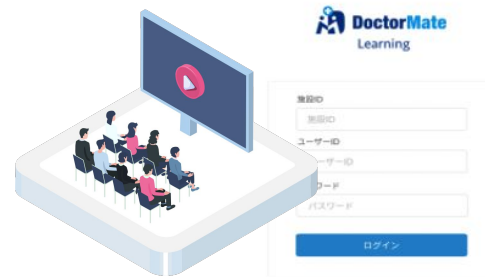 DoctorMate
Learning
施設ID
施設ID
ユーザーID
ーザーID
ワード
パスワード
ログイン